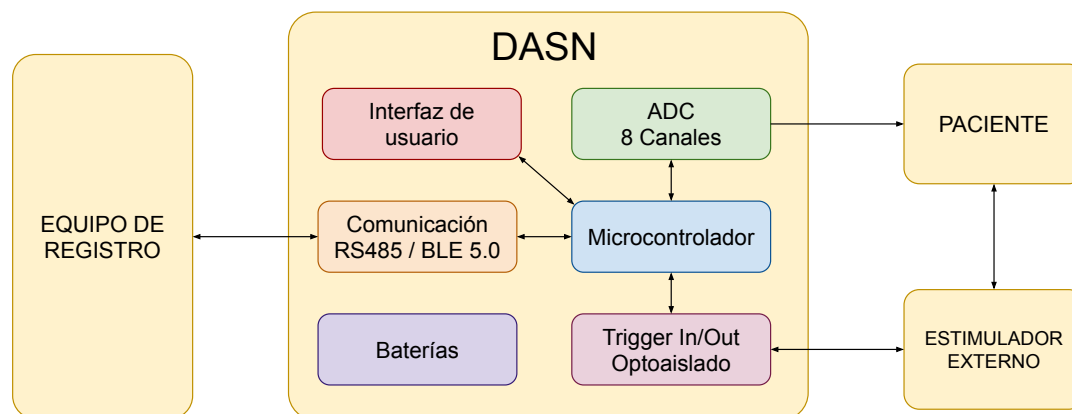 DASN
EQUIPO DE
REGISTRO
Interfaz de
usuario
ADC
8 Canales
Comunicación
RS485 / BLE 5.0
Microcontrolador
Baterías
Trigger In/Out
Optoaislado
PACIENTE
ESTIMULADOR
EXTERNO